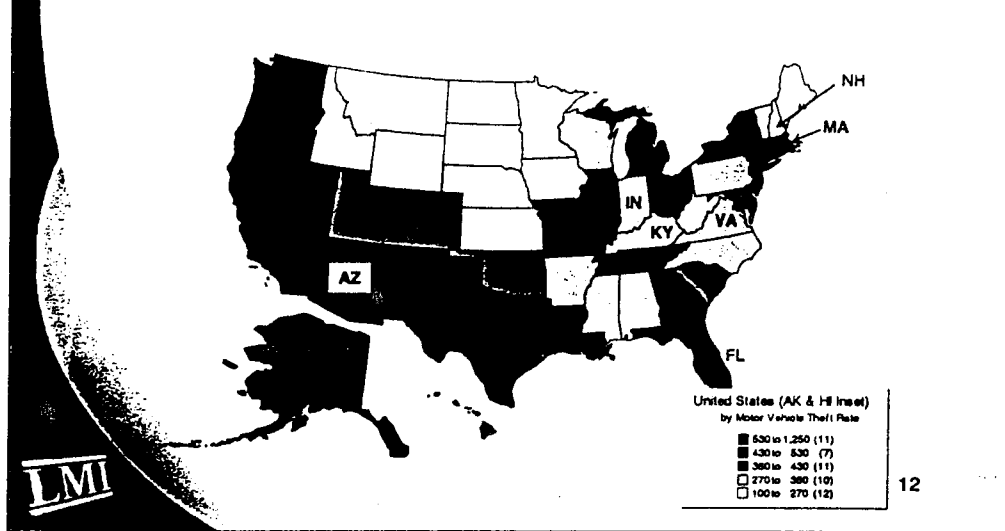 NH
MA
IN
VA
KY
AZ
FL
United States (AK & HI Inset)
by Motor Vehicle Theft Rate
530 to 1,250 (11)
430 to 530 (7)
360 to 430 (11)
270 to 360 (10)
100 to 270 (12)
LMI
12